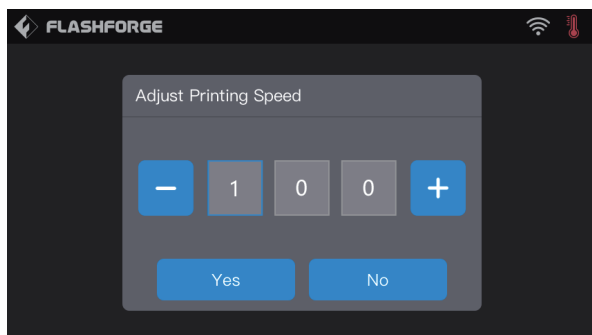 FLASHFORGE
Adjust Printing Speed
− 1 0 0 +
Yes No